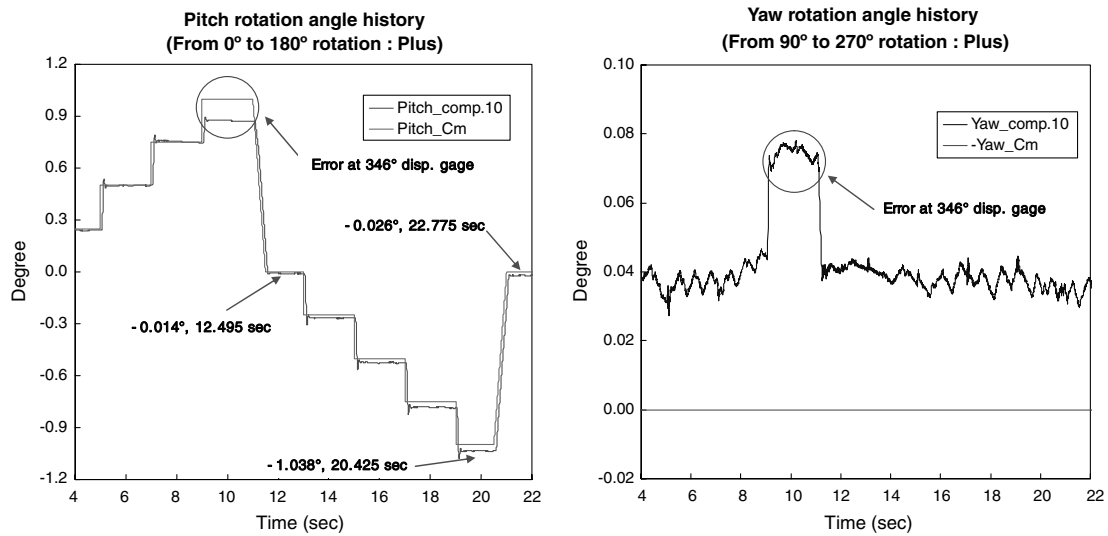 Pitch rotation angle history
(From 0º to 180º rotation : Plus)
1.2
0.9
0.6
0.3
0.0
-0.3
-0.6
-0.9
-1.2
Degree
Pitch_comp.10
Pitch_Cm
Error at 346° disp. gage
- 0.026°, 22.775 sec
- 0.014°, 12.495 sec
- 1.038°, 20.425 sec
4 6 8 10 12 14 16 18 20 22
Time (sec)
Yaw rotation angle history
(From 90º to 270º rotation : Plus)
0.10
0.08
0.06
0.04
0.02
0.00
-0.02
Degree
Yaw_comp.10
-Yaw_Cm
Error at 346° disp. gage
4 6 8 10 12 14 16 18 20 22
Time (sec)